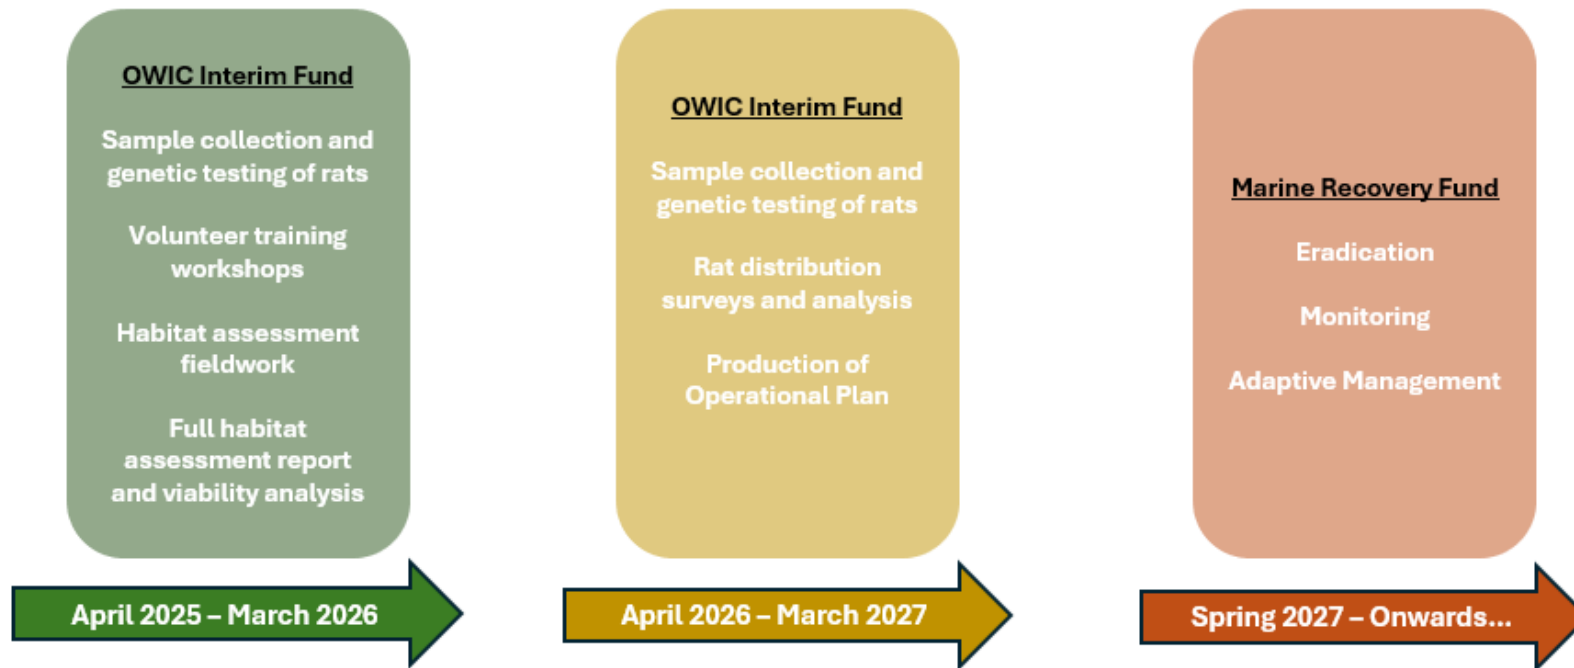 OWIC Interim Fund
Sample collection and
genetic testing of rats
Volunteer training
workshops
Habitat assessment
fieldwork
Full habitat
assessment report
and viability analysis
April 2025 – March 2026
OWIC Interim Fund
Sample collection and
genetic testing of rats
Rat distribution
surveys and analysis
Production of
Operational Plan
April 2026 – March 2027
Marine Recovery Fund
Eradication
Monitoring
Adaptive Management
Spring 2027 – Onwards...